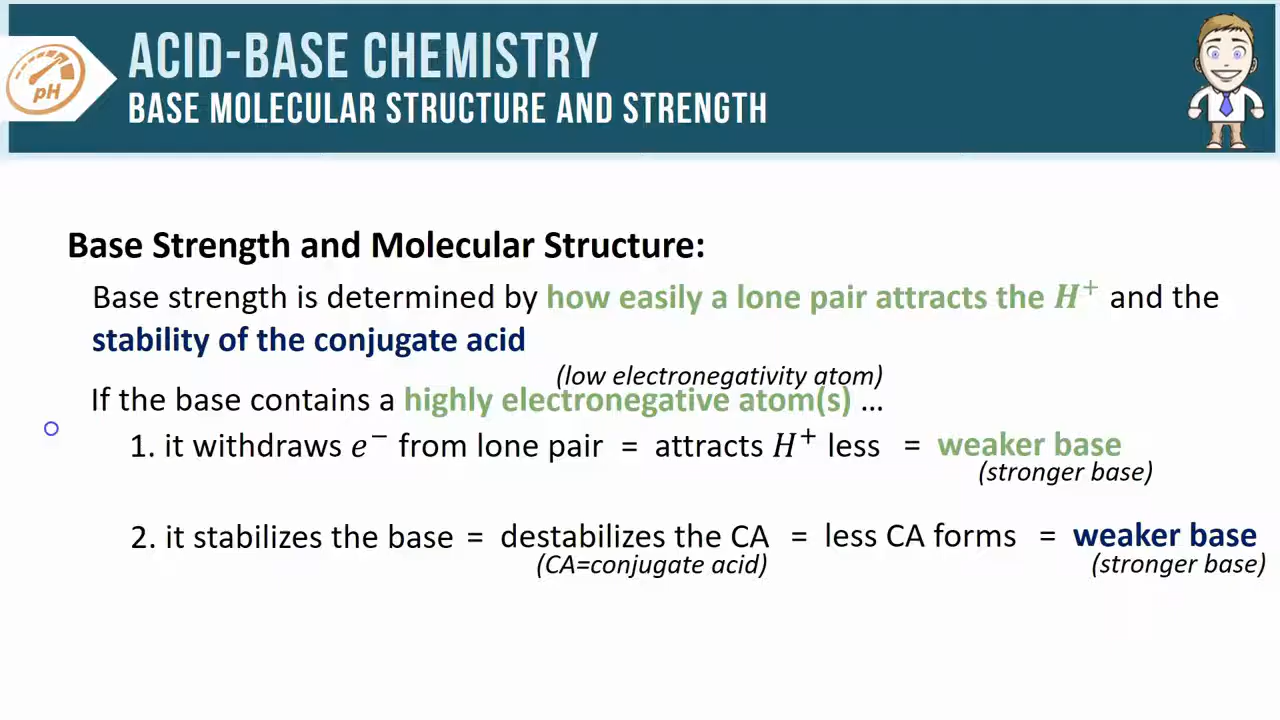 ACID-BASE CHEMISTRY
pH
BASE MOLECULAR STRUCTURE AND STRENGTH
Base Strength and Molecular Structure:
Base strength is determined by how easily a lone pair attracts the H⁺ and the
stability of the conjugate acid
(low electronegativity atom)
If the base contains a highly electronegative atom(s) ...
1. it withdraws e⁻ from lone pair = attracts H⁺ less = weaker base
(stronger base)
2. it stabilizes the base = destabilizes the CA = less CA forms = weaker base
(CA=conjugate acid) (stronger base)